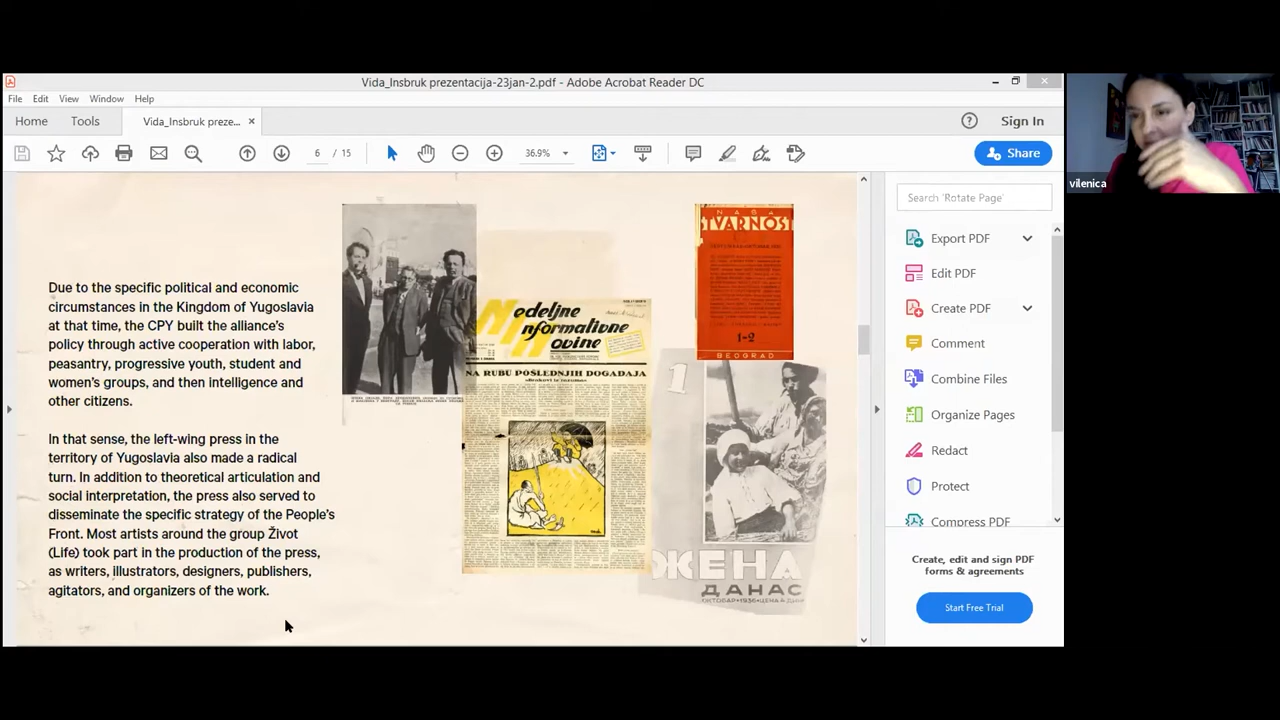 Vida_Insbruk prezentacija-23jan-2.pdf - Adobe Acrobat Reader DC
File Edit View Window Help
Home Tools Vida_Insbruk preze... Sign In
6 / 15 36.9% Share
vilenica
Search 'Rotate Page'
Export PDF
Edit PDF
Create PDF
Comment
Combine Files
Organize Pages
Redact
Protect
Compress PDF
Create, edit and sign PDF
forms & agreements
Start Free Trial
Due to the specific political and economic
circumstances in the Kingdom of Yugoslavia
at that time, the CPY built the alliance's
policy through active cooperation with labor,
peasantry, progressive youth, student and
women's groups, and then intelligence and
other citizens.
In that sense, the left-wing press in the
territory of Yugoslavia also made a radical
turn. In addition to theoretical articulation and
social interpretation, the press also served to
disseminate the specific strategy of the People's
Front. Most artists around the group Život
(Life) took part in the production of the press,
as writers, illustrators, designers, publishers,
agitators, and organizers of the work.
odeljne
nformativne
ovine
NA RUBU POSLEDNJIH DOGADAJA
NAŠA
STVARNOST
1-2
BEOGRAD
1
ЖЕНА
ДАНАС